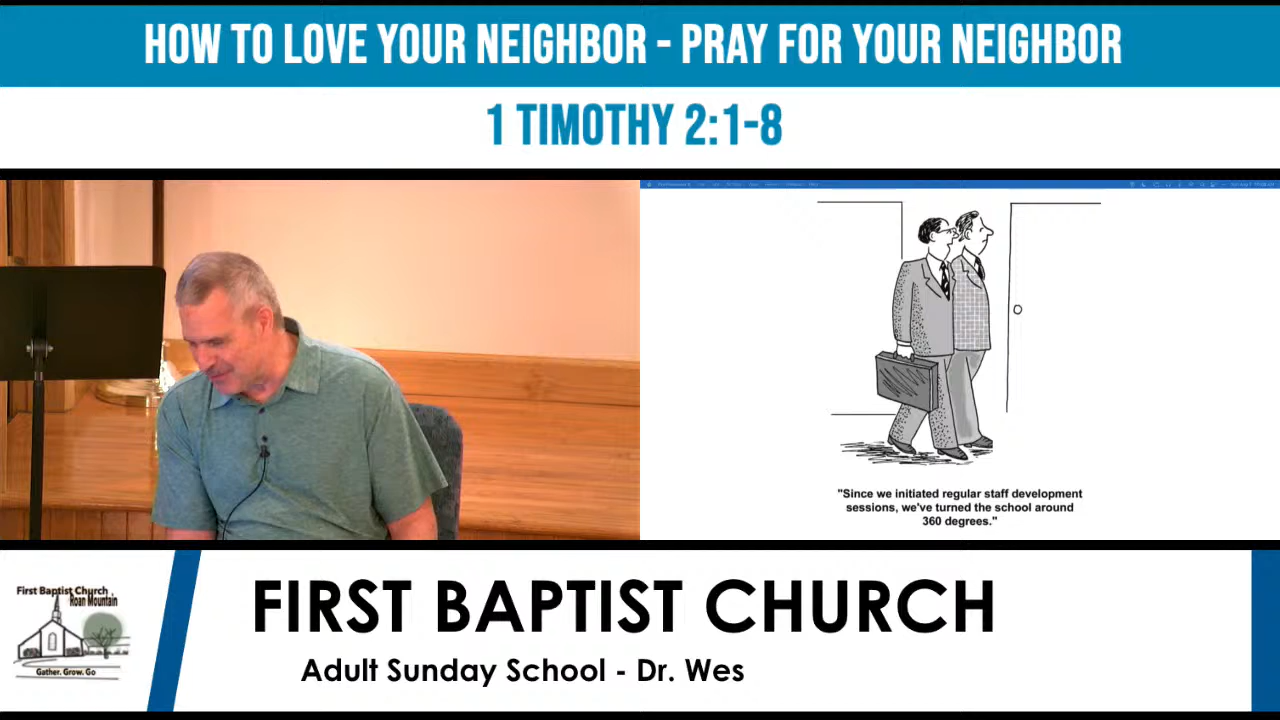 HOW TO LOVE YOUR NEIGHBOR - PRAY FOR YOUR NEIGHBOR
1 TIMOTHY 2:1-8
"Since we initiated regular staff development
sessions, we've turned the school around
360 degrees."
First Baptist Church
Roan Mountain
Gather. Grow. Go
FIRST BAPTIST CHURCH
Adult Sunday School - Dr. Wes